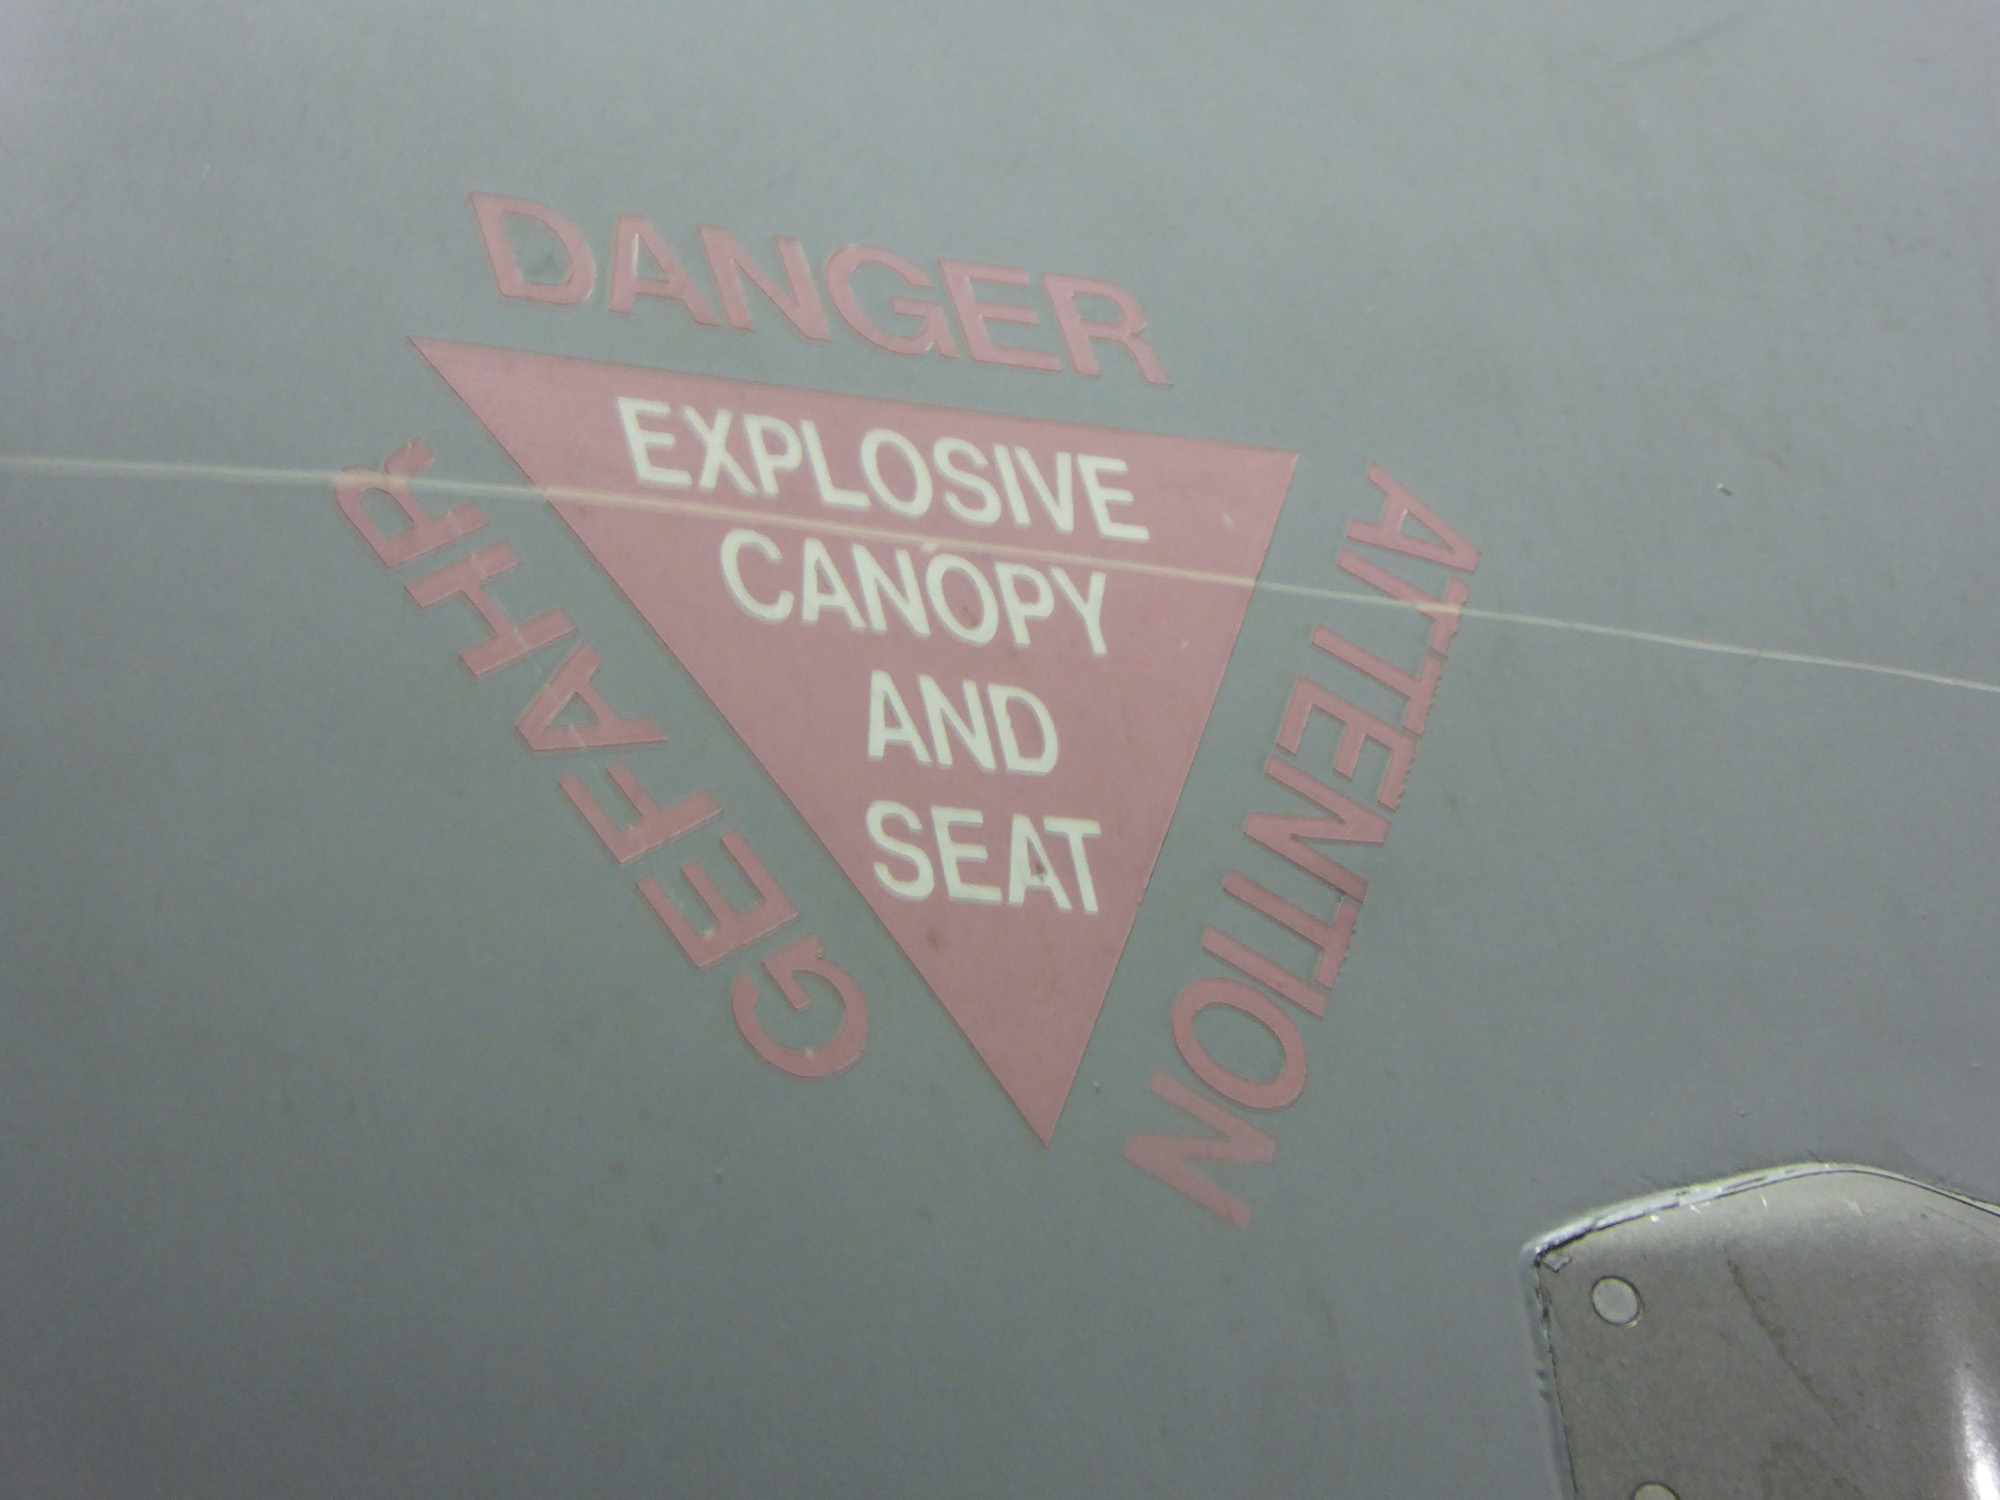 DANGER
EXPLOSIVE
CANOPY
AND
SEAT
GEFAHR
ATTENTION